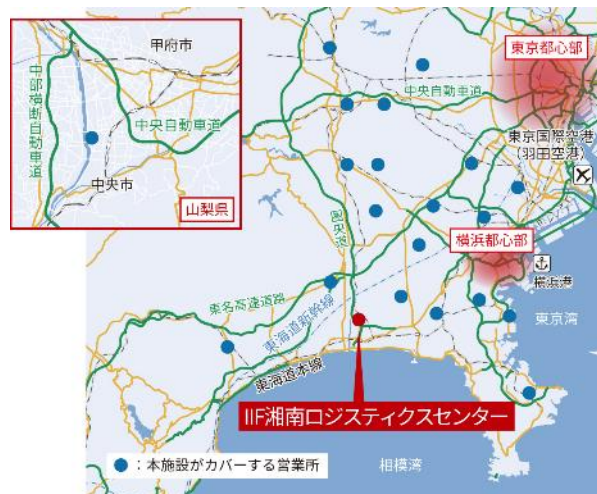 甲府市
中部横断自動車道
中央自動車道
中央市
山梨県
東京都心部
中央自動車道
東京国際空港
(羽田空港)
圏央道
横浜都心部
横浜港
東名高速道路
東海道新幹線
東京湾
東海道本線
IIF湘南ロジスティクスセンター
:本施設がカバーする営業所
相模湾